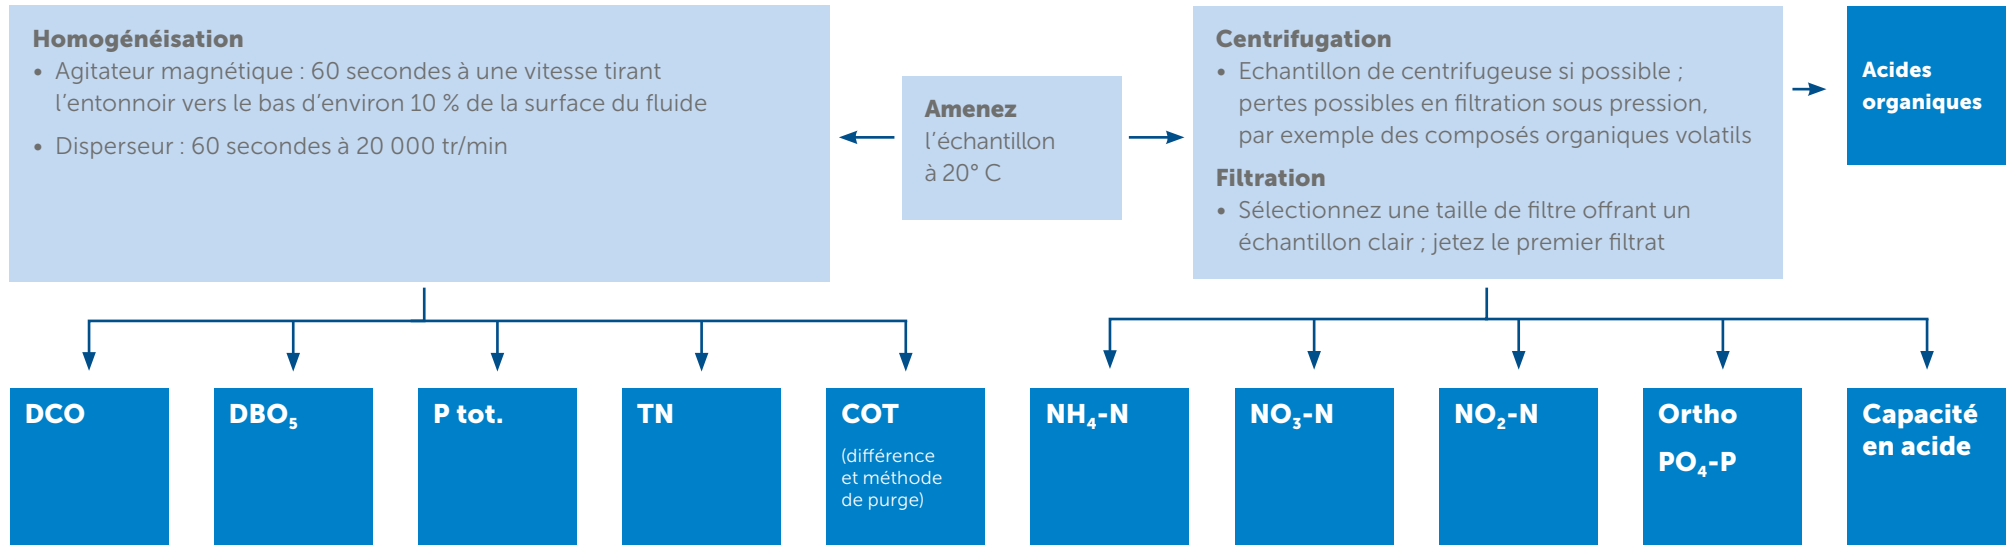 Homogénéisation
• Agitateur magnétique : 60 secondes à une vitesse tirant
l’entonnoir vers le bas d’environ 10 % de la surface du fluide
• Disperseur : 60 secondes à 20 000 tr/min
Amenez
l’échantillon
à 20° C
Centrifugation
• Echantillon de centrifugeuse si possible ;
pertes possibles en filtration sous pression,
par exemple des composés organiques volatils
Filtration
• Sélectionnez une taille de filtre offrant un
échantillon clair ; jetez le premier filtrat
Acides
organiques
DCO
DBO₅
P tot.
TN
COT
(différence
et méthode
de purge)
NH₄-N
NO₃-N
NO₂-N
Ortho
PO₄-P
Capacité
en acide